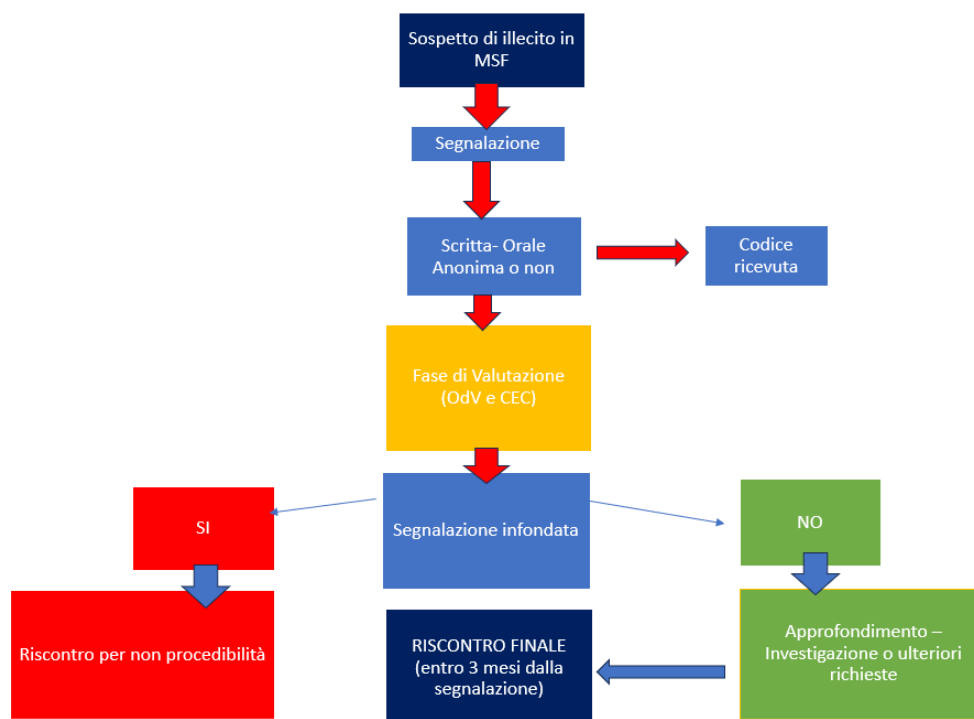 Sospetto di illecito in
MSF
Segnalazione
Scritta- Orale
Anonima o non
Codice
ricevuta
Fase di Valutazione
(OdV e CEC)
Segnalazione infondata
SI
NO
Riscontro per non procedibilità
Approfondimento –
Investigazione o ulteriori
richieste
RISCONTRO FINALE
(entro 3 mesi dalla
segnalazione)